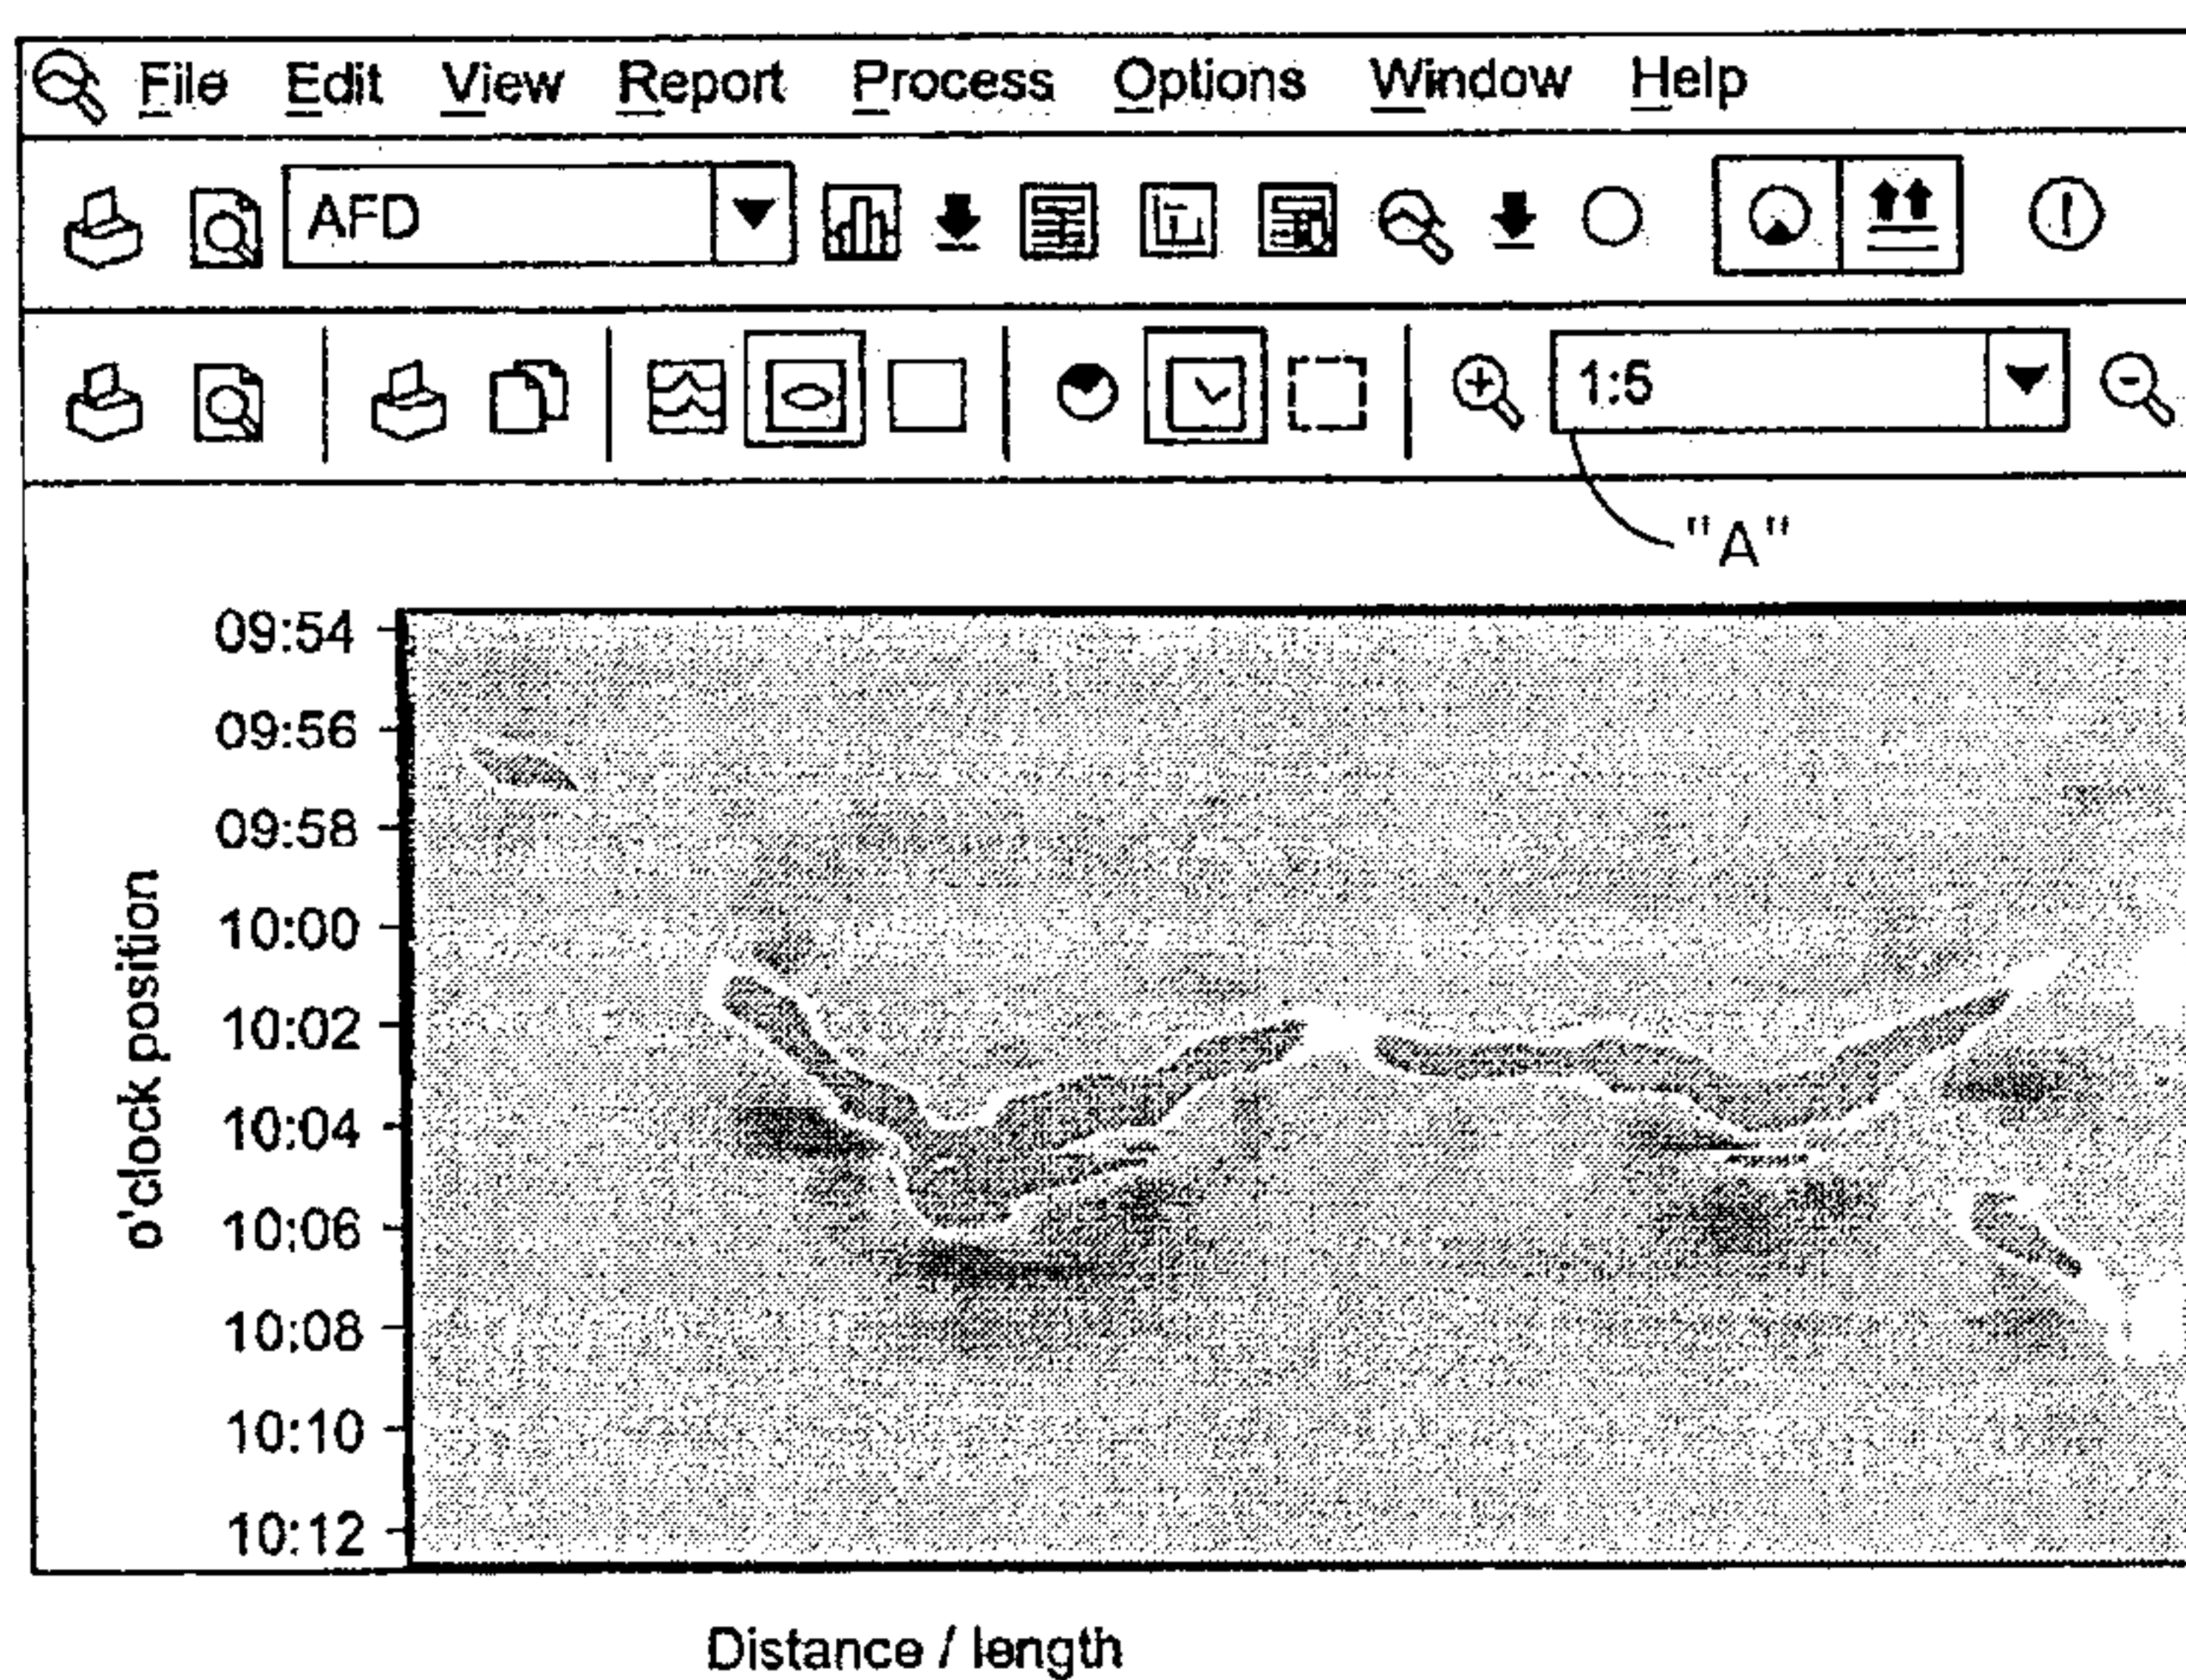 File Edit View Report Process Options Window Help
AFD
1:5
"A"
09:54
09:56
09:58
10:00
10:02
10:04
10:06
10:08
10:10
10:12
o'clock position
Distance / length